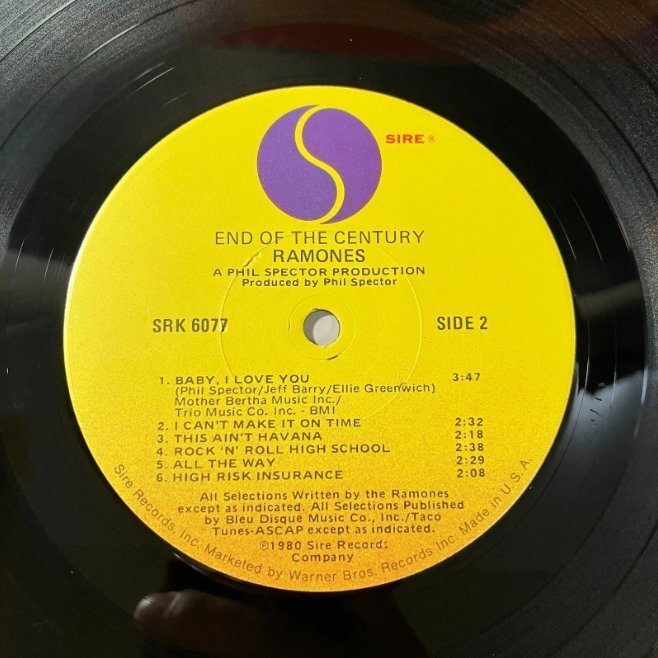 SIRE ®
END OF THE CENTURY
RAMONES
A PHIL SPECTOR PRODUCTION
Produced by Phil Spector
SRK 6077 SIDE 2
1. BABY, I LOVE YOU 3:47
(Phil Spector/Jeff Barry/Ellie Greenwich)
Mother Bertha Music Inc./
Trio Music Co. Inc. - BMI
2. I CAN'T MAKE IT ON TIME 2:32
3. THIS AIN'T HAVANA 2:18
4. ROCK 'N' ROLL HIGH SCHOOL 2:38
5. ALL THE WAY 2:29
6. HIGH RISK INSURANCE 2:08
All Selections Written by the Ramones
except as indicated. All Selections Published
by Bleu Disque Music Co., Inc./Taco
Tunes-ASCAP except as indicated.
℗1980 Sire Records
Company
Sire Records, Inc. Marketed by Warner Bros. Records Inc. Made in U.S.A.